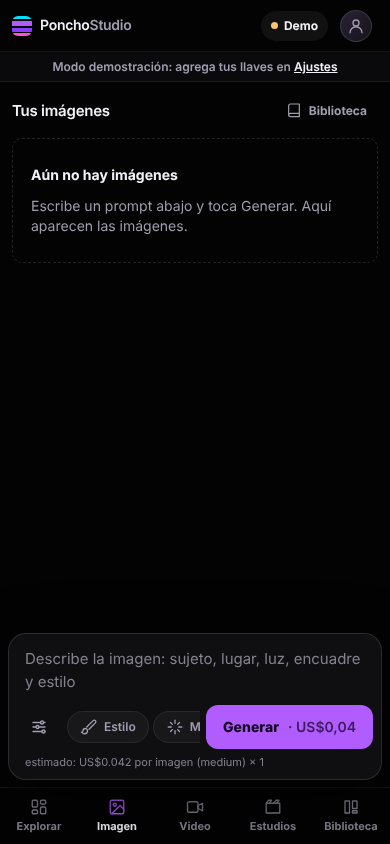 PonchoStudio
Demo
Modo demostración: agrega tus llaves en Ajustes
Tus imágenes
Biblioteca
Aún no hay imágenes
Escribe un prompt abajo y toca Generar. Aquí
aparecen las imágenes.
Describe la imagen: sujeto, lugar, luz, encuadre
y estilo
Estilo
M
Generar · US$0,04
estimado: US$0.042 por imagen (medium) × 1
Explorar
Imagen
Video
Estudios
Biblioteca